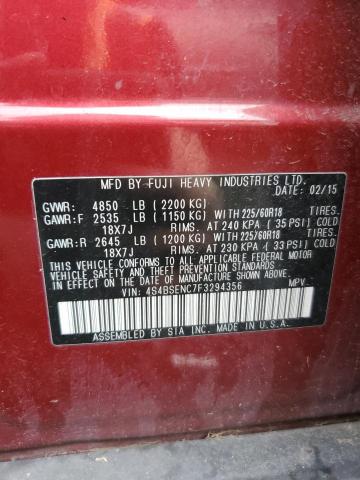 MFD BY FUJI HEAVY INDUSTRIES LTD.
DATE: 02/15
GVWR: 4850 LB (2200 KG)
GAWR:F 2535 LB (1150 KG) WITH 225/60R18 TIRES.
18X7J RIMS, AT 240 KPA (35 PSI) COLD
GAWR:R 2645 LB (1200 KG) WITH 225/60R18 TIRES.
18X7J RIMS, AT 230 KPA (33 PSI) COLD
THIS VEHICLE CONFORMS TO ALL APPLICABLE FEDERAL MOTOR
VEHICLE SAFETY AND THEFT PREVENTION STANDARDS IN EFFECT
ON THE DATE OF MANUFACTURE SHOWN ABOVE.
VIN: 4S4BSENC7F3294356 MPV
ASSEMBLED BY SIA INC. MADE IN U.S.A.